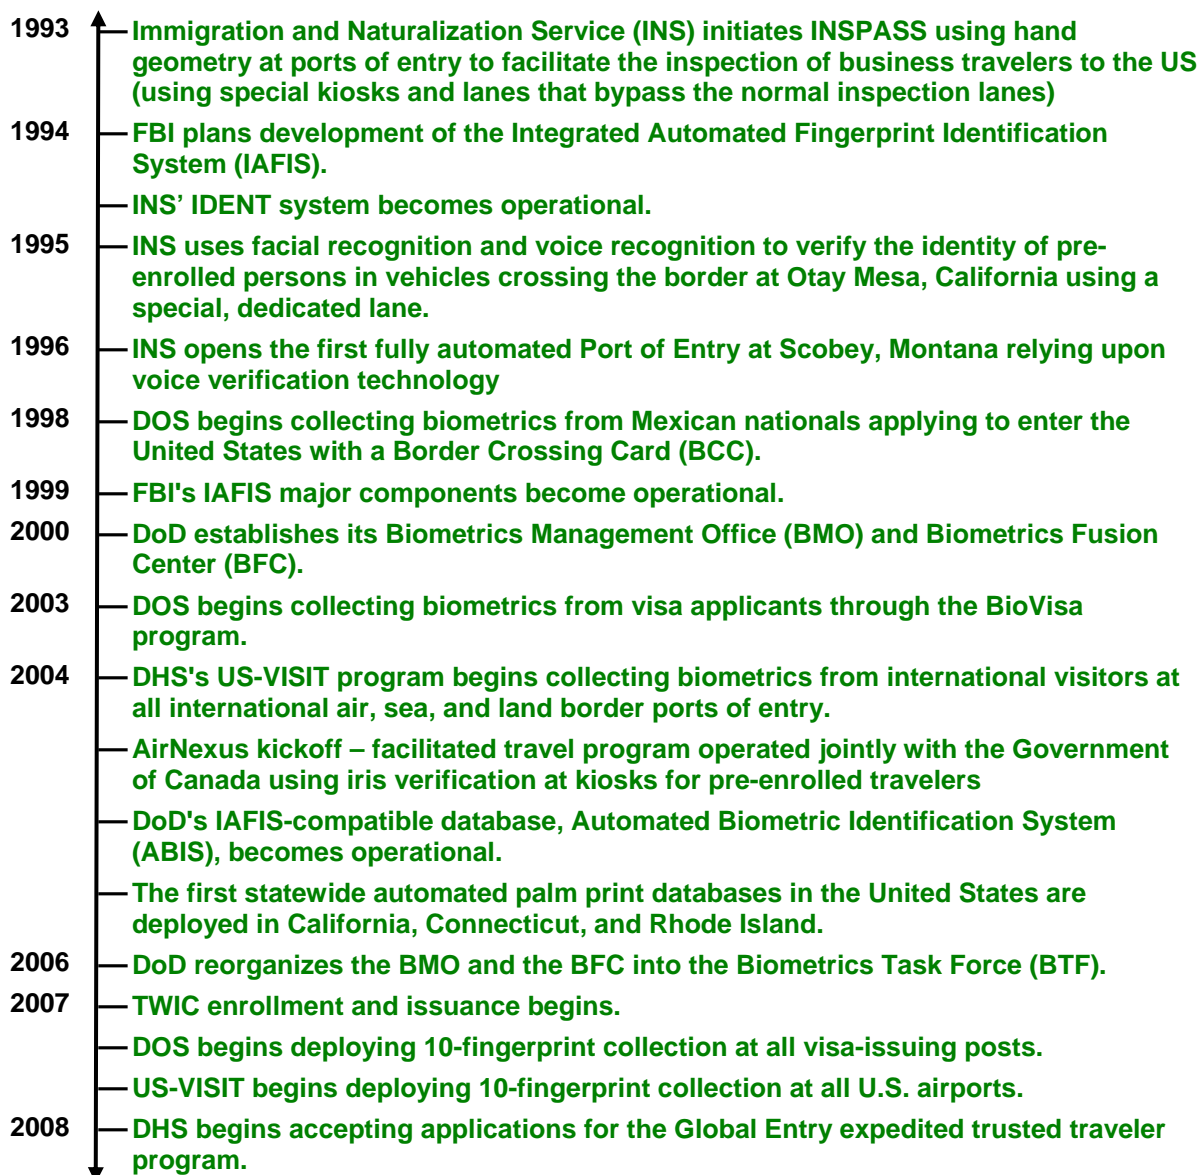 1993 Immigration and Naturalization Service (INS) initiates INSPASS using hand
geometry at ports of entry to facilitate the inspection of business travelers to the US
(using special kiosks and lanes that bypass the normal inspection lanes)
1994 FBI plans development of the Integrated Automated Fingerprint Identification
System (IAFIS).
INS’ IDENT system becomes operational.
1995 INS uses facial recognition and voice recognition to verify the identity of pre-
enrolled persons in vehicles crossing the border at Otay Mesa, California using a
special, dedicated lane.
1996 INS opens the first fully automated Port of Entry at Scobey, Montana relying upon
voice verification technology
1998 DOS begins collecting biometrics from Mexican nationals applying to enter the
United States with a Border Crossing Card (BCC).
1999 FBI's IAFIS major components become operational.
2000 DoD establishes its Biometrics Management Office (BMO) and Biometrics Fusion
Center (BFC).
2003 DOS begins collecting biometrics from visa applicants through the BioVisa
program.
2004 DHS's US-VISIT program begins collecting biometrics from international visitors at
all international air, sea, and land border ports of entry.
AirNexus kickoff – facilitated travel program operated jointly with the Government
of Canada using iris verification at kiosks for pre-enrolled travelers
DoD's IAFIS-compatible database, Automated Biometric Identification System
(ABIS), becomes operational.
The first statewide automated palm print databases in the United States are
deployed in California, Connecticut, and Rhode Island.
2006 DoD reorganizes the BMO and the BFC into the Biometrics Task Force (BTF).
2007 TWIC enrollment and issuance begins.
DOS begins deploying 10-fingerprint collection at all visa-issuing posts.
US-VISIT begins deploying 10-fingerprint collection at all U.S. airports.
2008 DHS begins accepting applications for the Global Entry expedited trusted traveler
program.